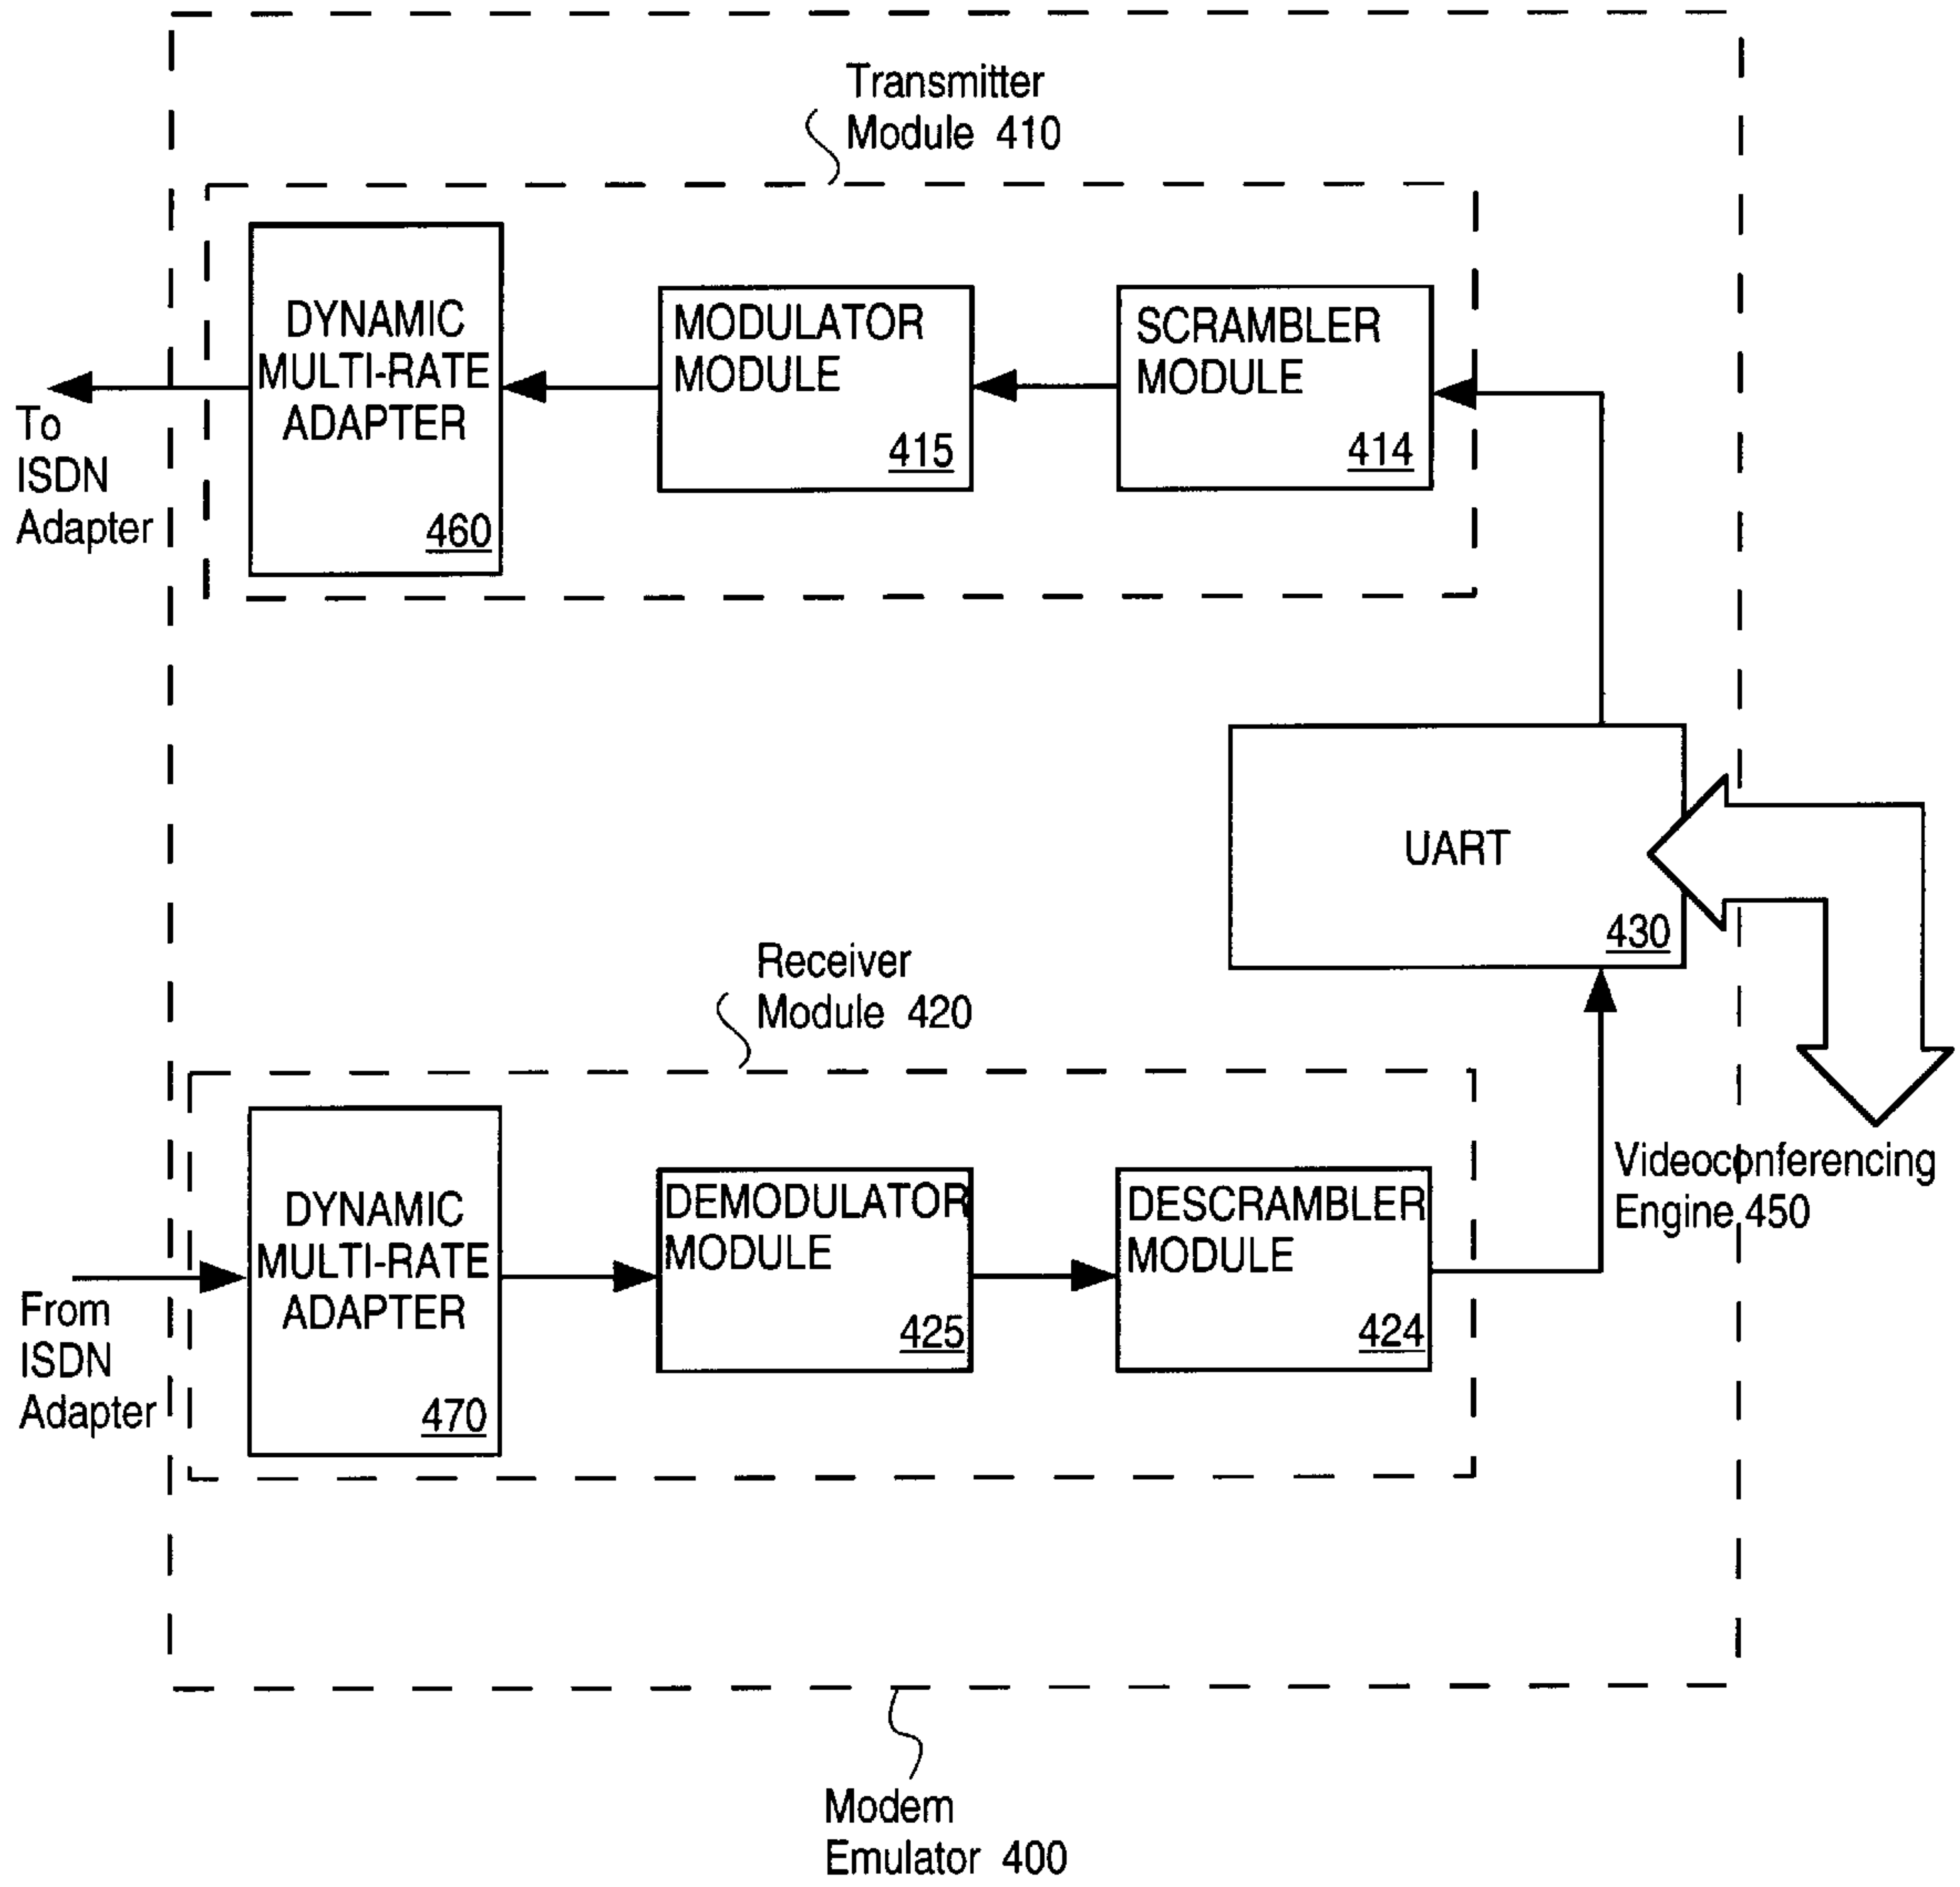 Transmitter
Module 410
DYNAMIC
MULTI-RATE
ADAPTER
460
MODULATOR
MODULE
415
SCRAMBLER
MODULE
414
To
ISDN
Adapter
UART
430
Receiver
Module 420
DYNAMIC
MULTI-RATE
ADAPTER
470
DEMODULATOR
MODULE
425
DESCRAMBLER
MODULE
424
Videoconferencing
Engine 450
From
ISDN
Adapter
Modem
Emulator 400